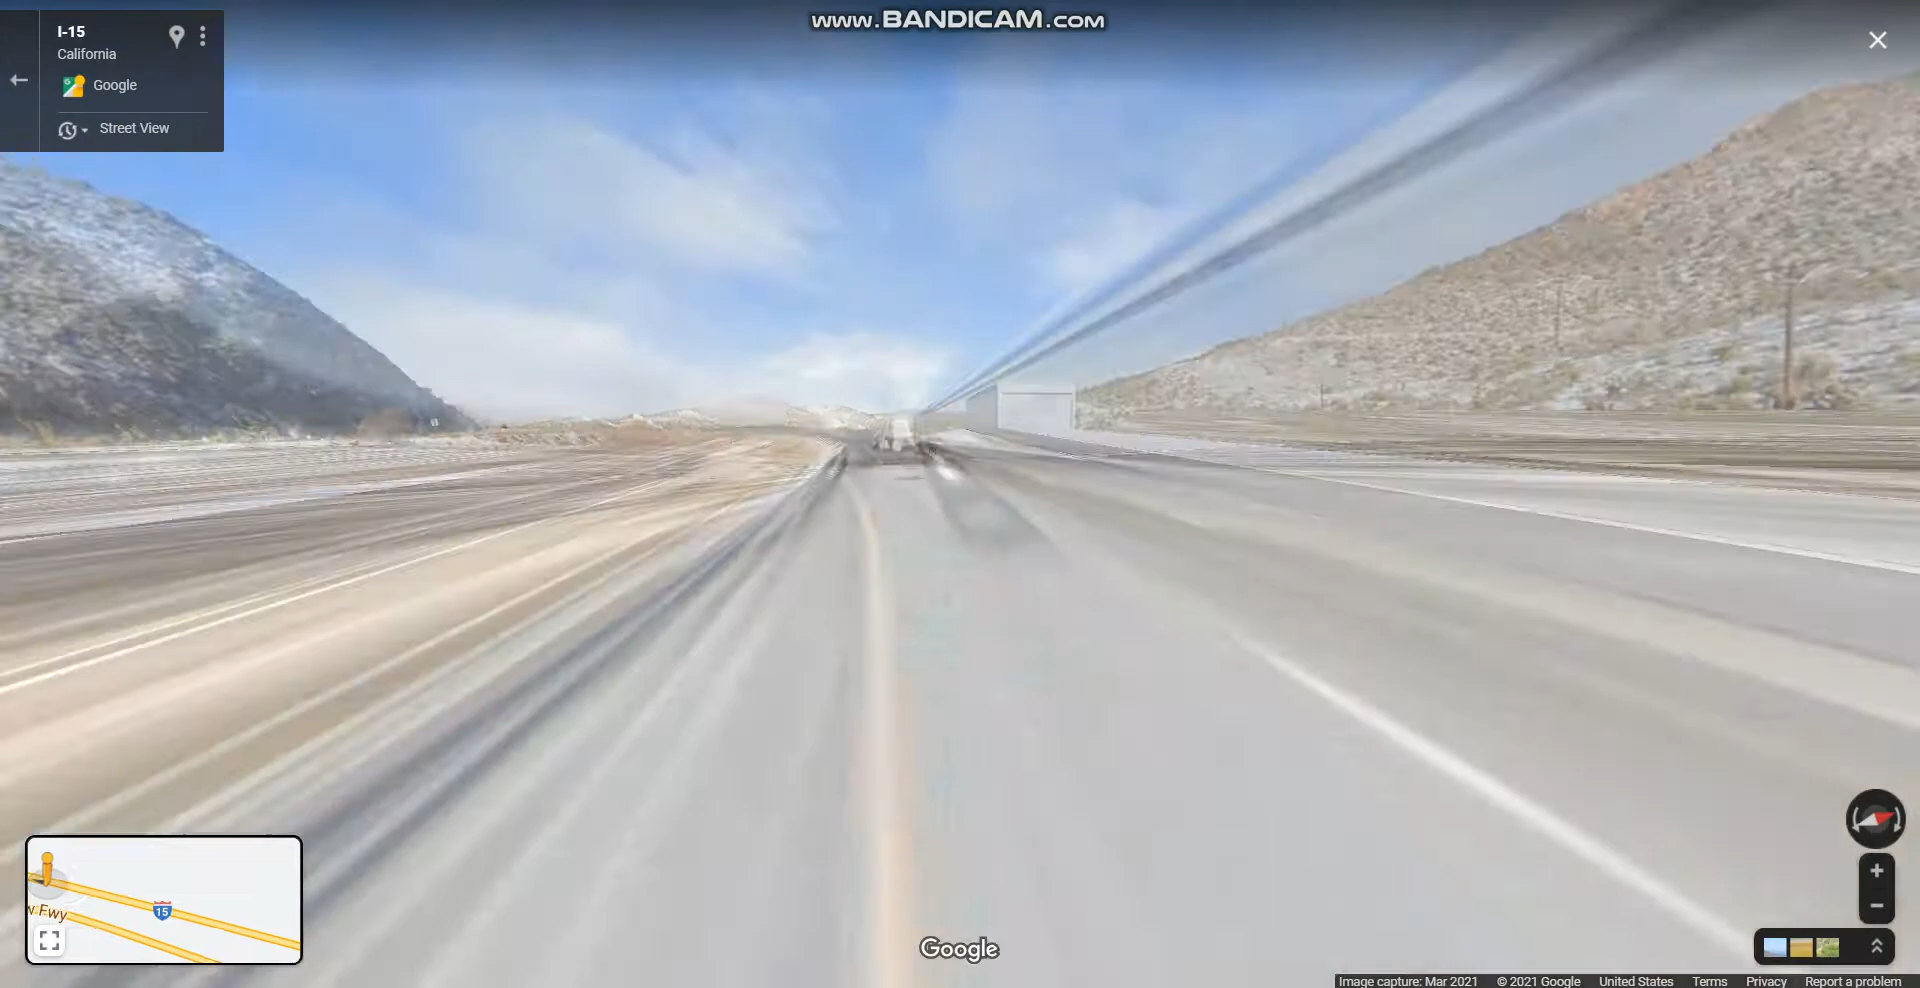 www.BANDICAM.com
I-15
California
Google
Street View
15
w Fwy
Google
Image capture: Mar 2021 © 2021 Google United States Terms Privacy Report a problem